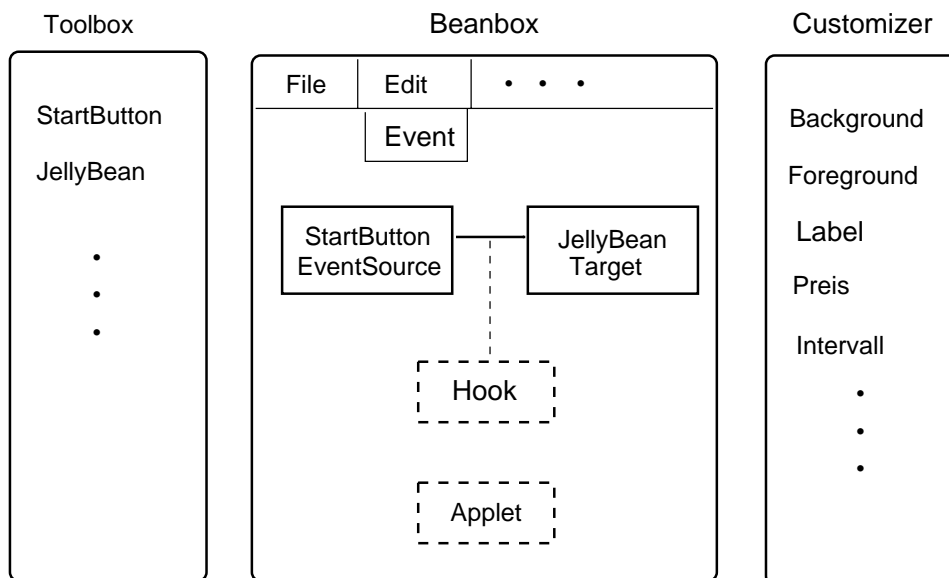 Toolbox
StartButton
JellyBean
Beanbox
File Edit
Event
StartButton
EventSource
JellyBean
Target
Hook
Applet
Customizer
Background
Foreground
Label
Preis
Intervall